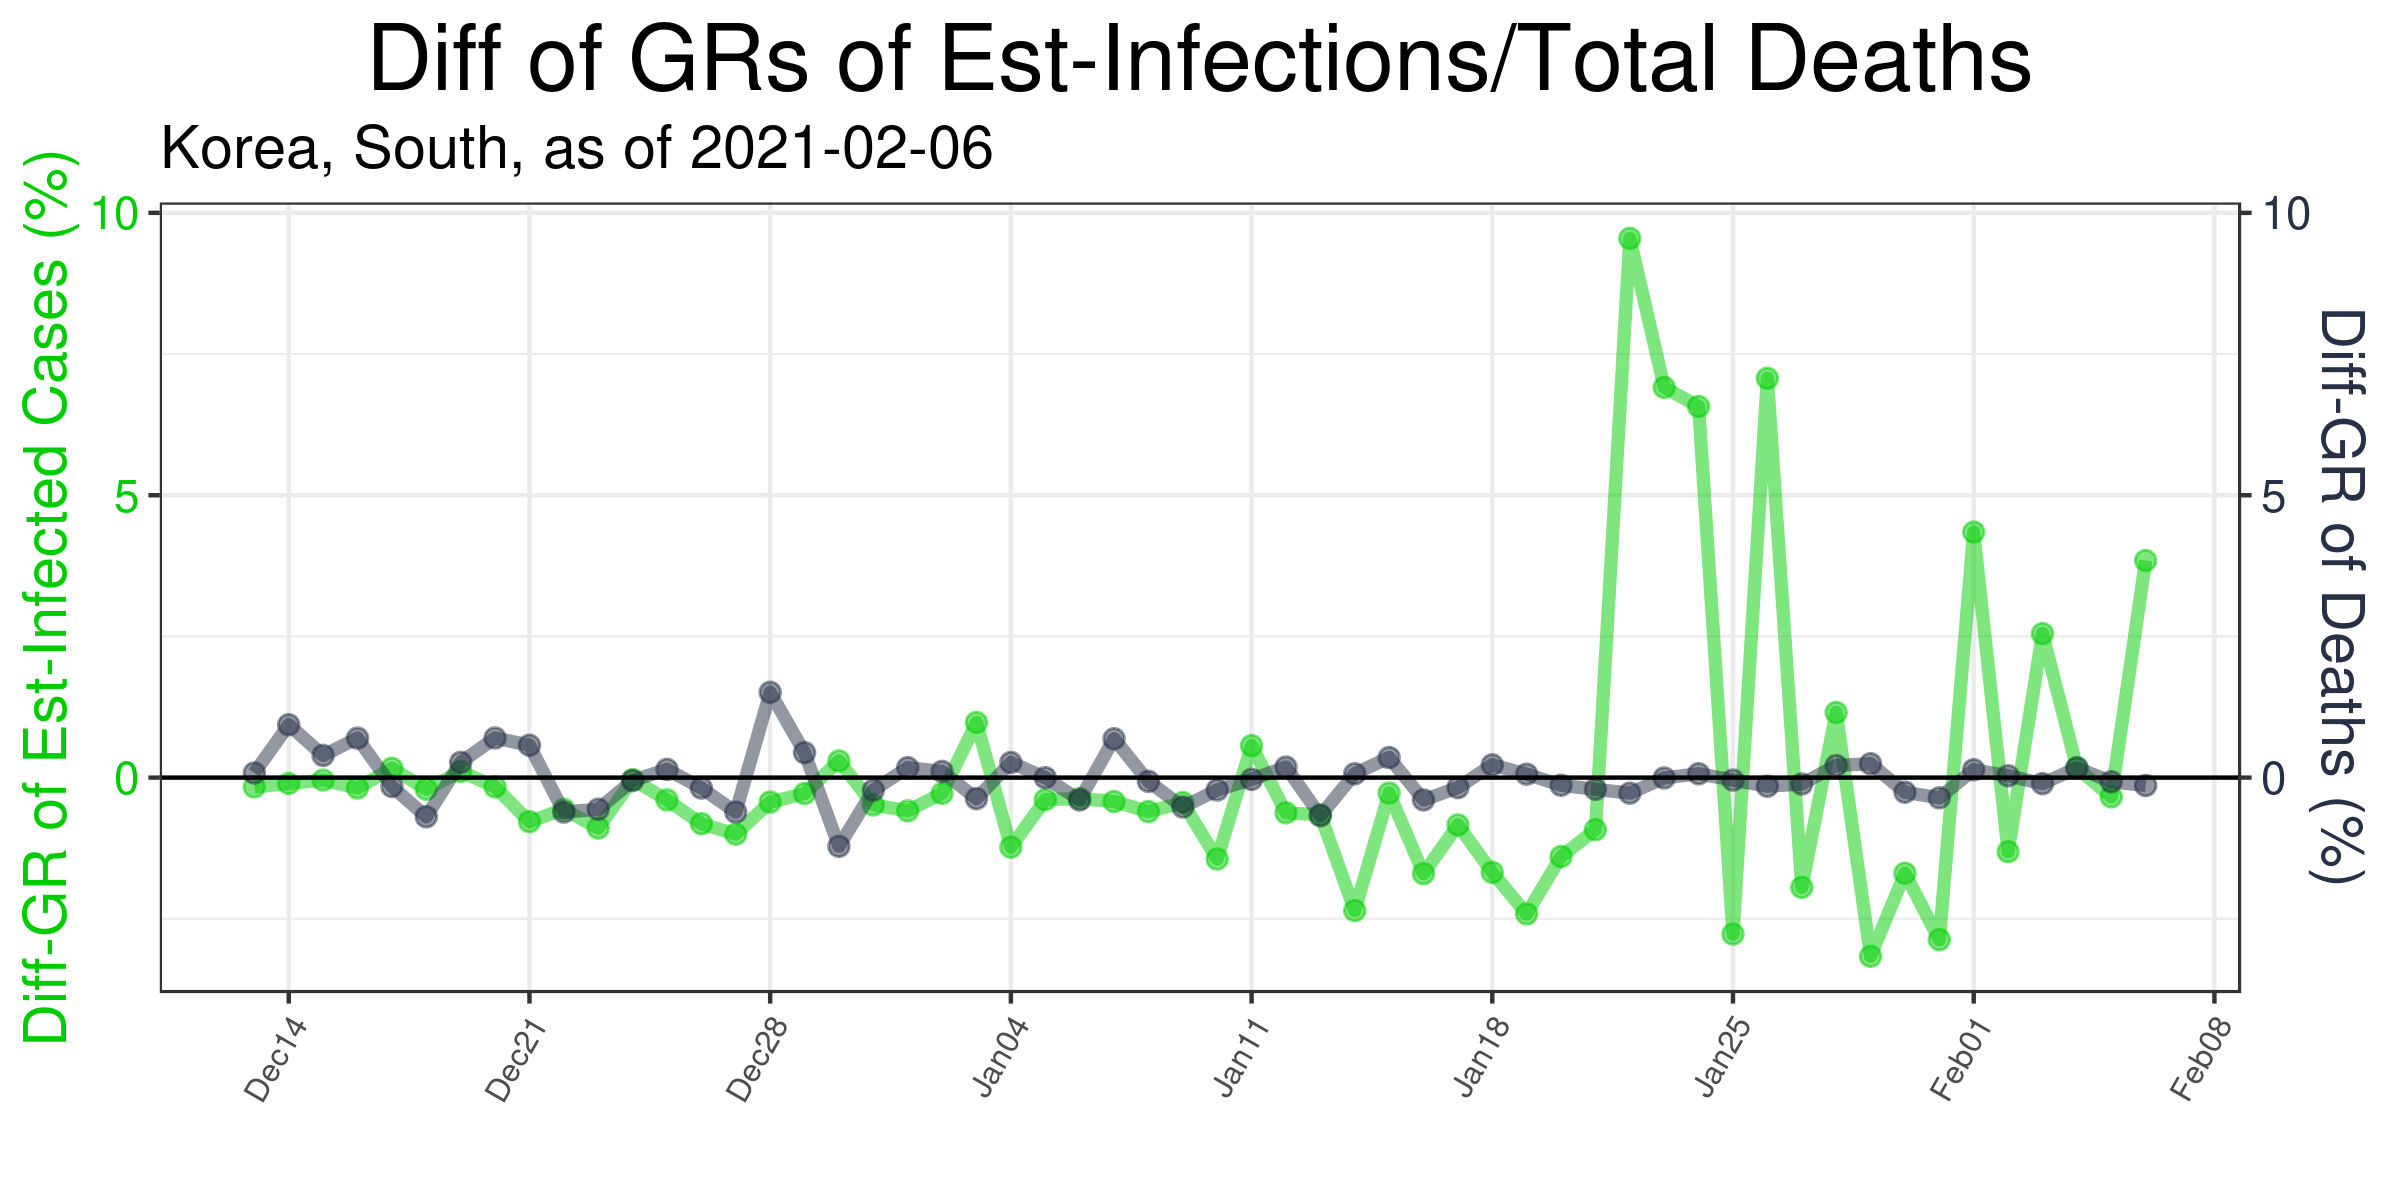 Diff of GRs of Est-Infections/Total Deaths
Korea, South, as of 2021-02-06
Diff-GR of Est-Infected Cases (%)
10
5
0
10
5
0
Diff-GR of Deaths (%)
Dec14
Dec21
Dec28
Jan04
Jan11
Jan18
Jan25
Feb01
Feb08